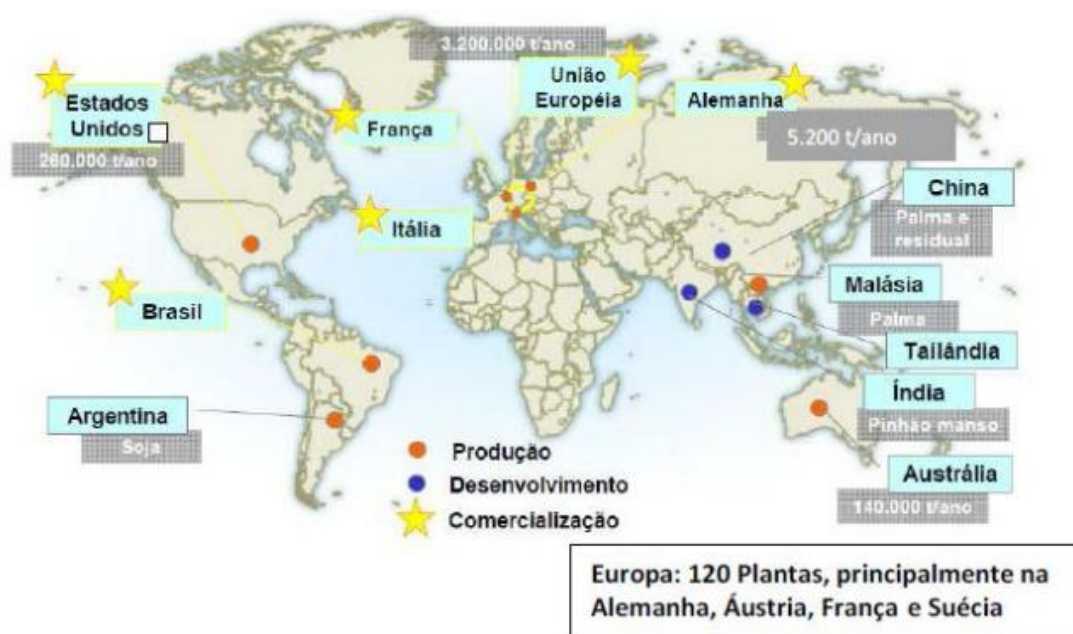 3.200.000 t/ano
União
Européia
Alemanha
5.200 t/ano
Estados
Unidos
260.000 t/ano
França
China
Palma e
residual
Itália
Malásia
Palma
Brasil
Tailândia
Índia
Pinhão manso
Argentina
Soja
Austrália
140.000 t/ano
Produção
Desenvolvimento
Comercialização
Europa: 120 Plantas, principalmente na
Alemanha, Áustria, França e Suécia